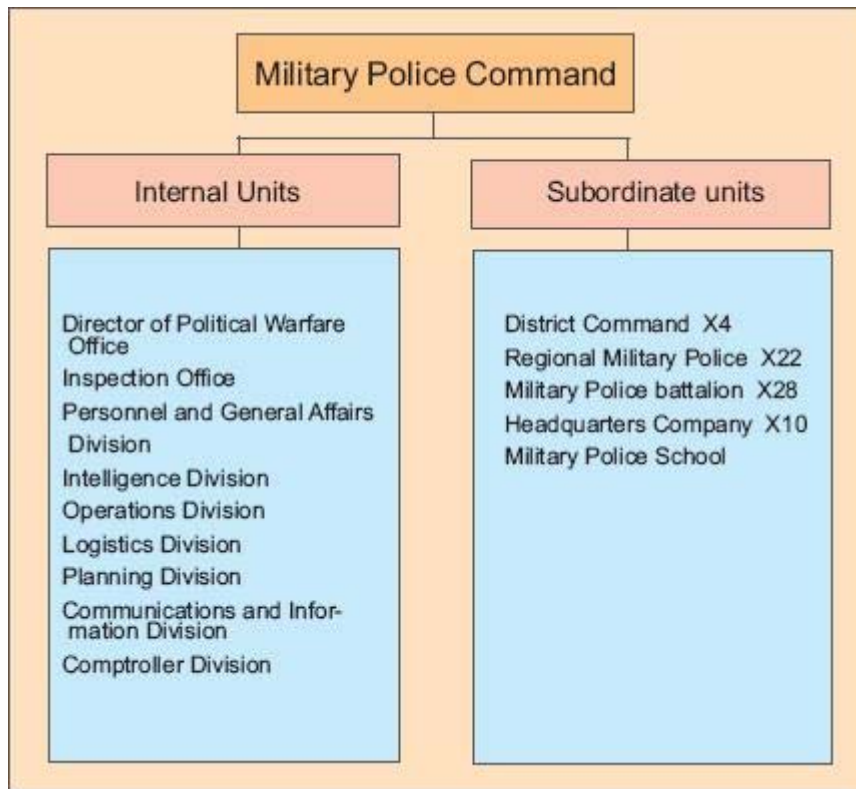 Military Police Command
Internal Units
Director of Political Warfare
Office
Inspection Office
Personnel and General Affairs
Division
Intelligence Division
Operations Division
Logistics Division
Planning Division
Communications and Infor-
mation Division
Comptroller Division
Subordinate units
District Command X4
Regional Military Police X22
Military Police battalion X28
Headquarters Company X10
Military Police School